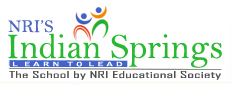 NRI'S
Indian Springs
LEARN TO LEAD
The School by NRI Educational Society